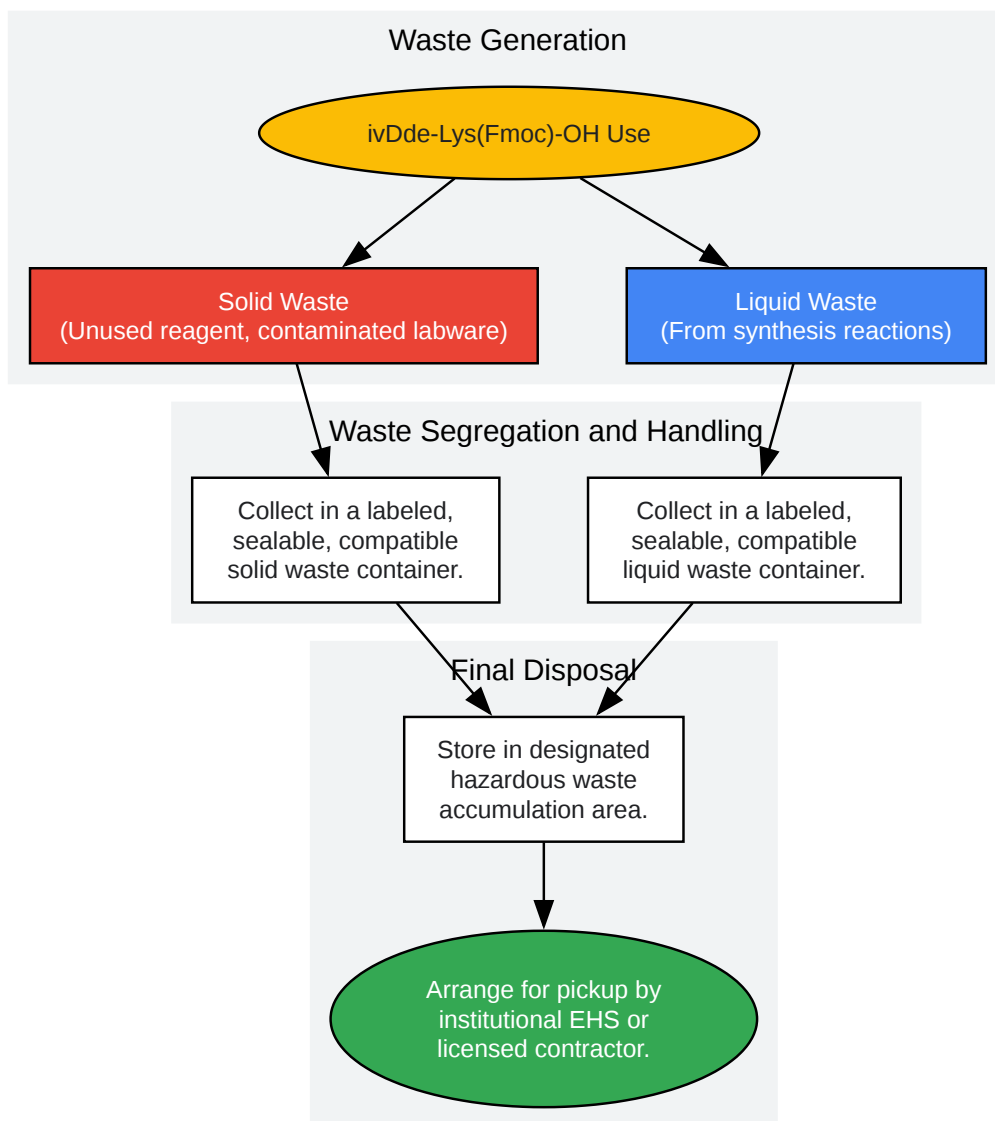 Waste Generation
ivDde-Lys(Fmoc)-OH Use
Solid Waste
(Unused reagent, contaminated labware)
Liquid Waste
(From synthesis reactions)
Waste Segregation and Handling
Collect in a labeled,
sealable, compatible
solid waste container.
Collect in a labeled,
sealable, compatible
liquid waste container.
Final Disposal
Store in designated
hazardous waste
accumulation area.
Arrange for pickup by
institutional EHS or
licensed contractor.